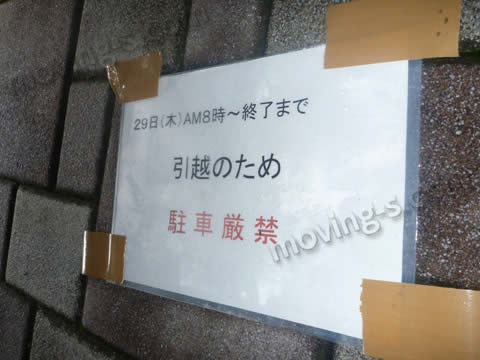 29日(木)AM8時～終了まで
引越のため
駐車厳禁
moving-s.